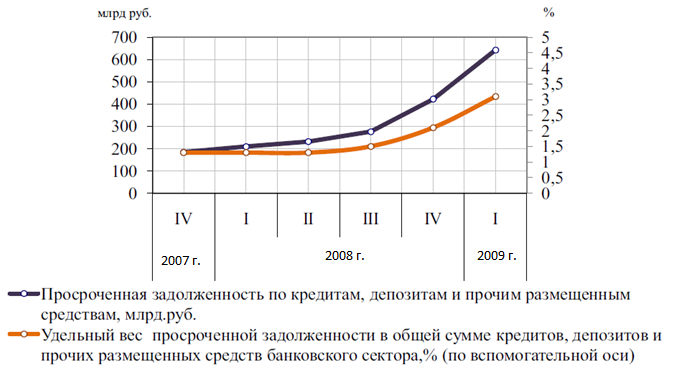 млрд руб.
%
700
600
500
400
300
200
100
0
5
4,5
4
3,5
3
2,5
2
1,5
1
0,5
0
IV I II III IV I
2007 г. 2008 г. 2009 г.
Просроченная задолженность по кредитам, депозитам и прочим размещенным
средствам, млрд.руб.
Удельный вес просроченной задолженности в общей сумме кредитов, депозитов и
прочих размещенных средств банковского сектора,% (по вспомогательной оси)